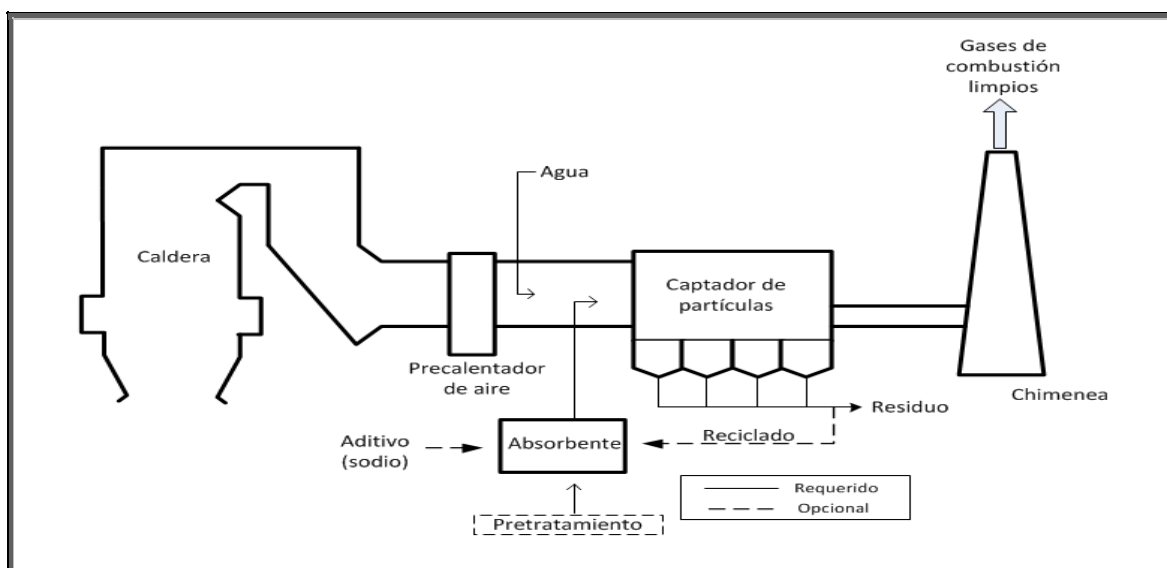 Gases de
combustión
limpios
Agua
Caldera
Captador de
partículas
Precalentador
de aire
Chimenea
Residuo
Aditivo
(sodio)
Absorbente
Reciclado
Requerido
Opcional
Pretratamiento